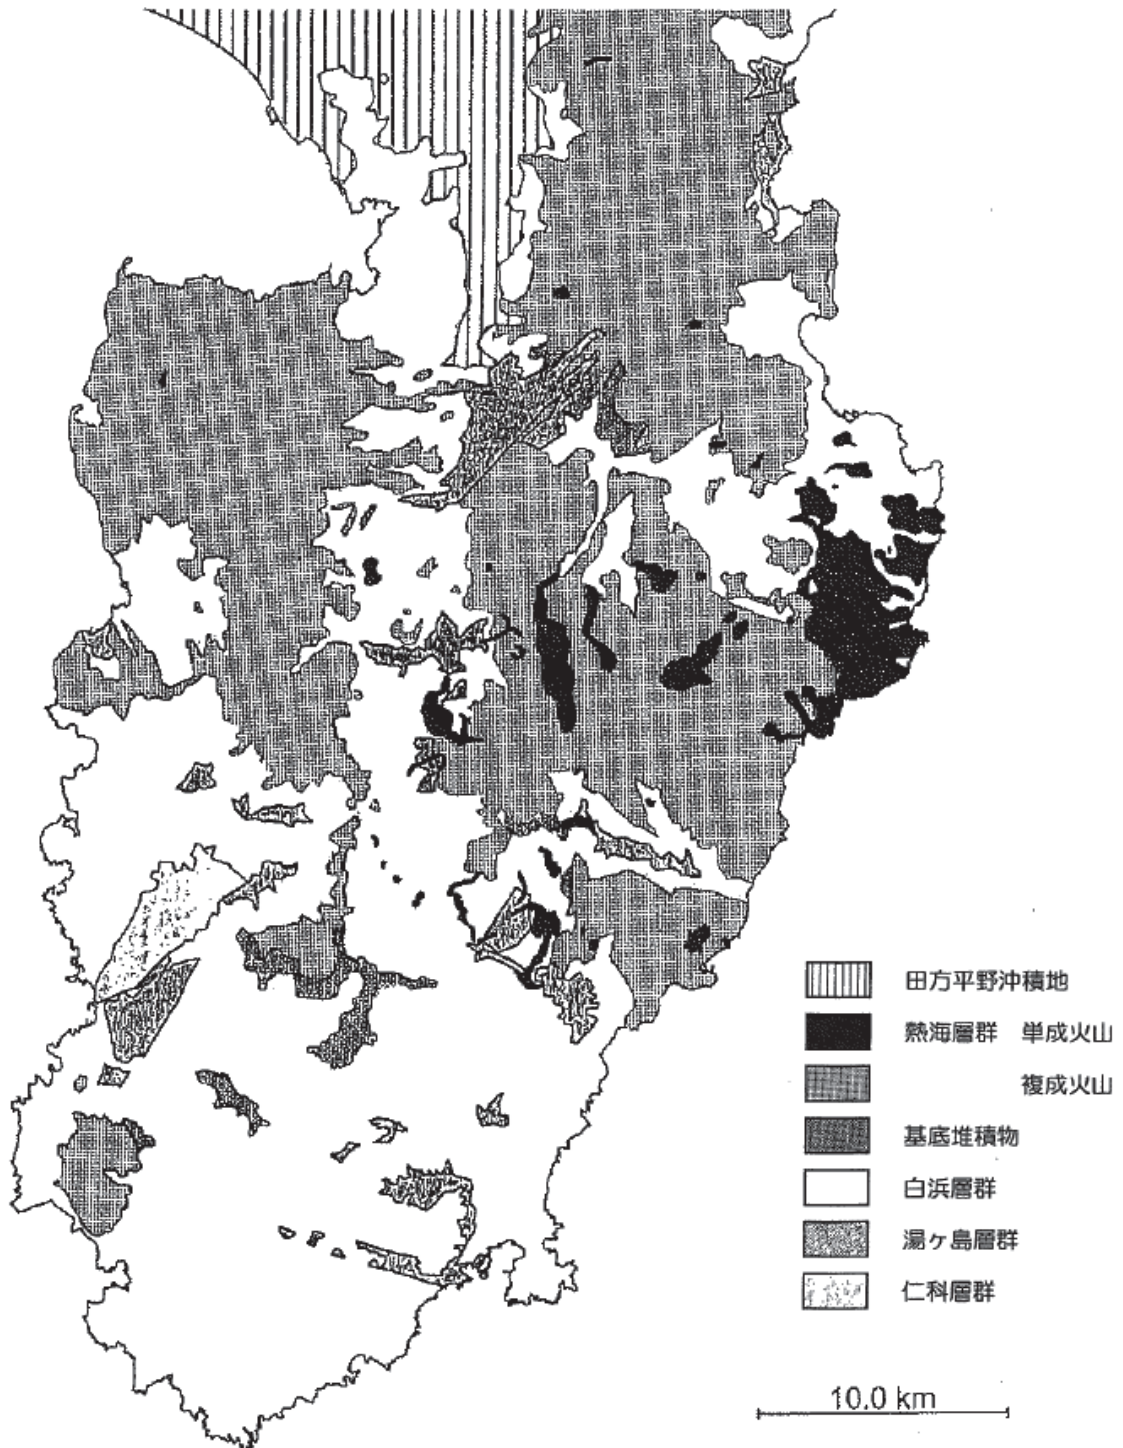 田方平野沖積地
熱海層群 単成火山
複成火山
基底堆積物
白浜層群
湯ヶ島層群
仁科層群
10.0 km